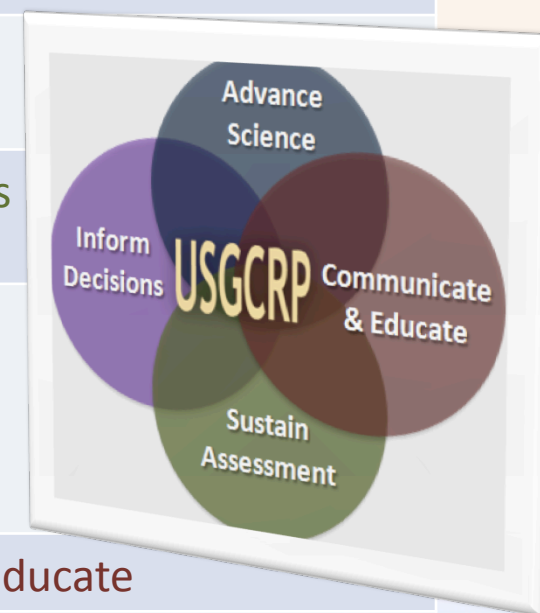 Advance
Science
s
Inform
Decisions
USGCRP
Communicate
& Educate
Sustain
Assessment
ducate